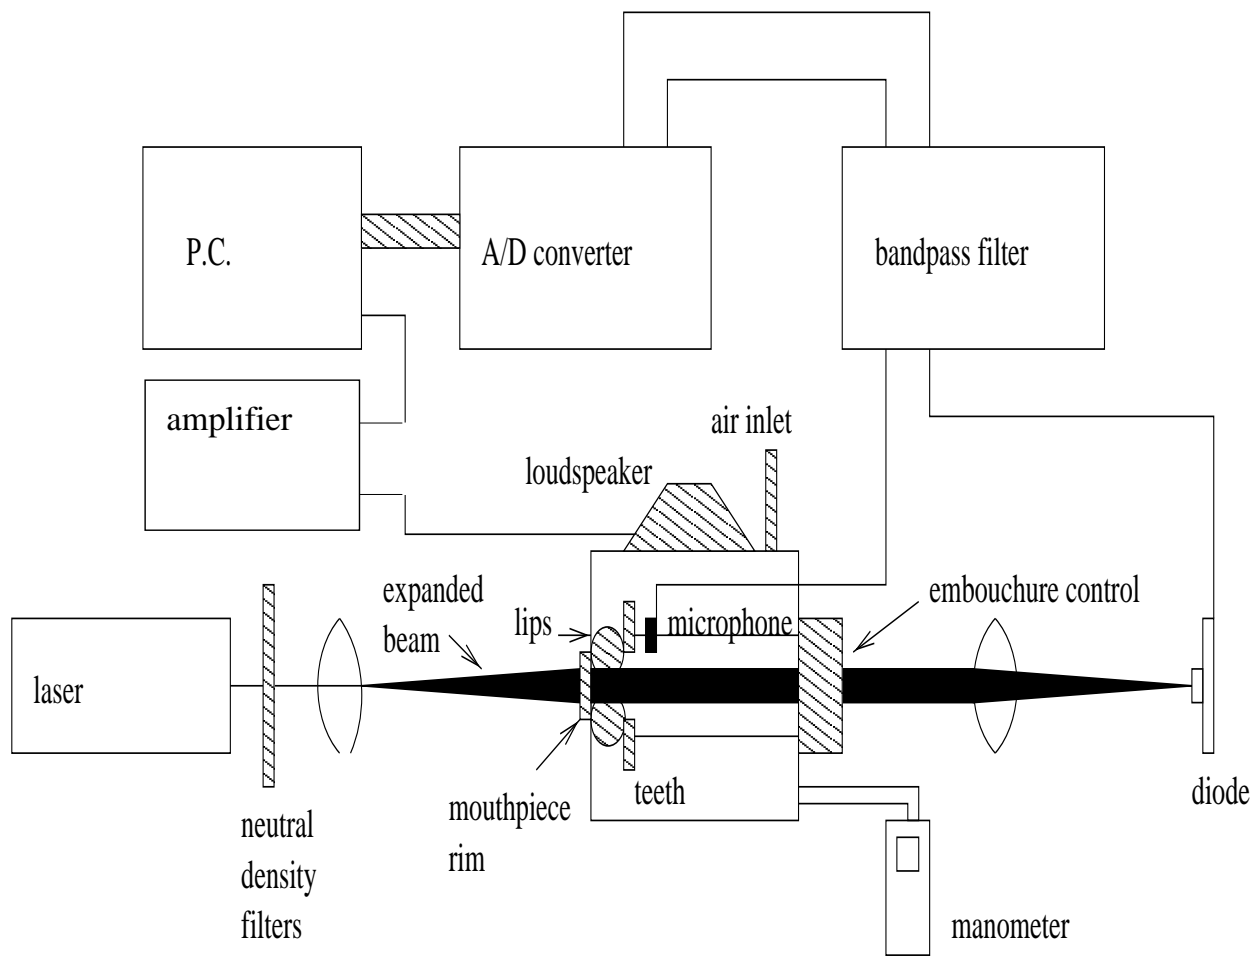 P.C.
A/D converter
bandpass filter
amplifier
air inlet
loudspeaker
expanded
beam
lips
microphone
embouchure control
laser
teeth
diode
mouthpiece
rim
neutral
density
filters
manometer